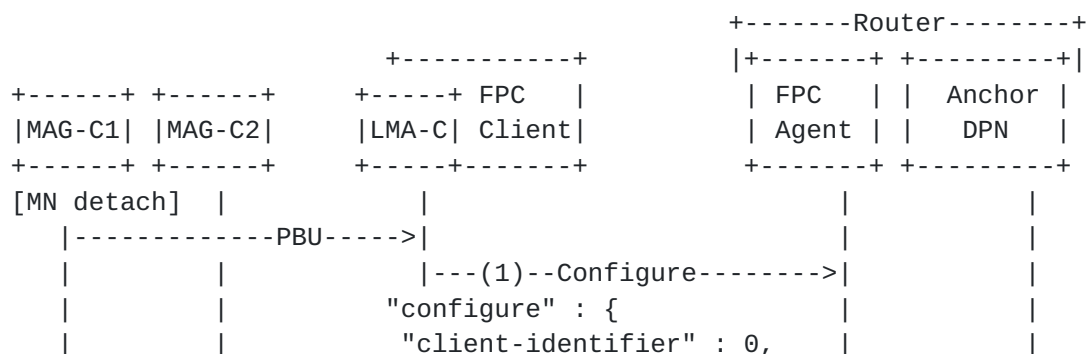 +-------Router--------+
                        +-----------+         |+-------+ +---------+|
+------+ +------+     +-----+ FPC   |          | FPC   | |  Anchor |
|MAG-C1| |MAG-C2|     |LMA-C| Client|          | Agent | |   DPN   |
+------+ +------+     +-----+-------+          +-------+ +---------+
[MN detach]  |            |                          |           |
   |-------------PBU----->|                          |           |
   |         |            |---(1)--Configure-------->|           |
   |         |          "configure" : {              |           |
   |         |           "client-identifier" : 0,    |           |